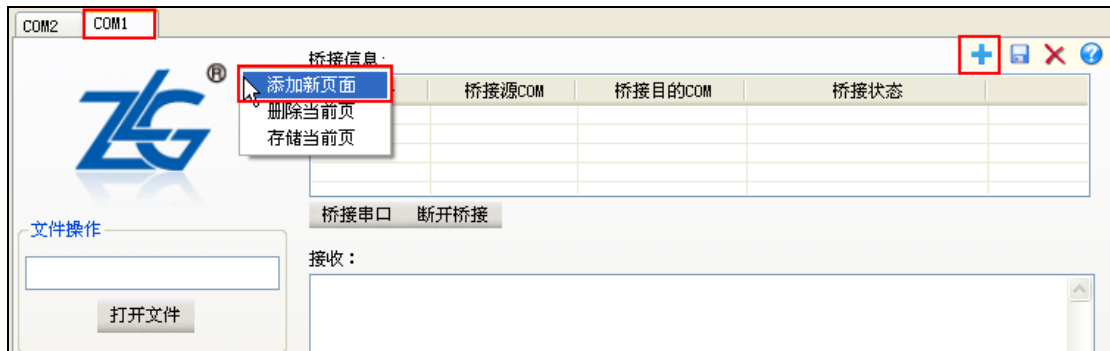 COM2 COM1
桥接信息:
ZLG®
添加新页面
删除当前页
存储当前页
桥接源COM 桥接目的COM 桥接状态
桥接串口 断开桥接
文件操作
接收：
打开文件